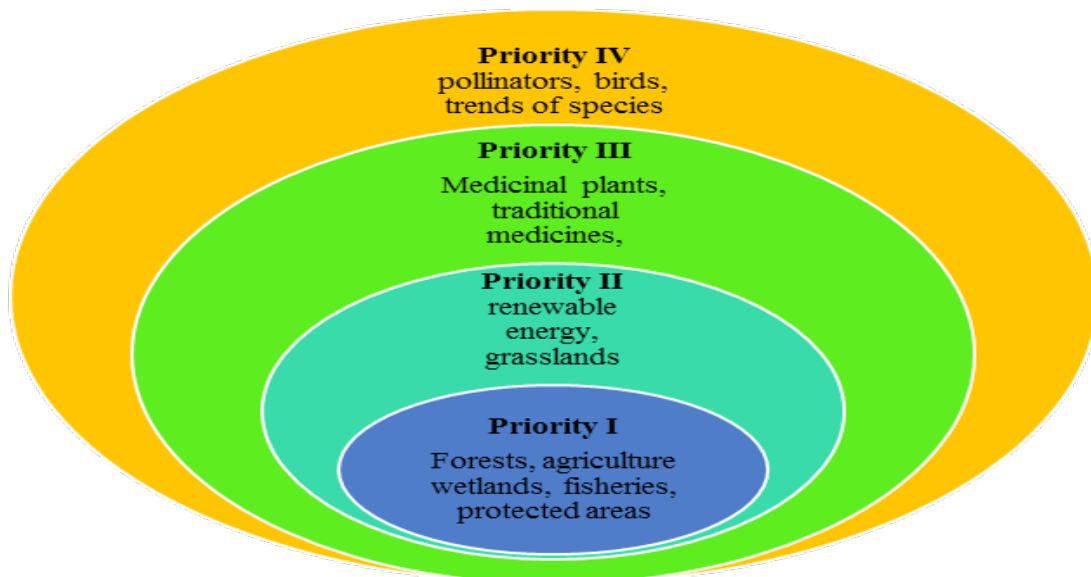 Priority IV
pollinators, birds,
trends of species
Priority III
Medicinal plants,
traditional
medicines,
Priority II
renewable
energy,
grasslands
Priority I
Forests, agriculture
wetlands, fisheries,
protected areas